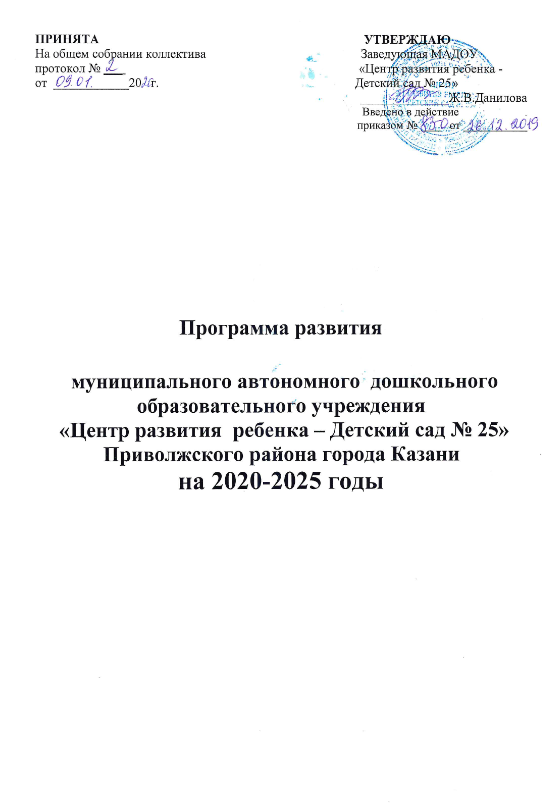 ПРИНЯТА
На общем собрании коллектива
протокол № 2
от 09.01. 2020г.
УТВЕРЖДАЮ
Заведующая МАДОУ
«Центр развития ребенка -
Детский сад № 25»
Ж.В.Данилова
Введено в действие
приказом № от 12.2019
Программа развития
муниципального автономного дошкольного
образовательного учреждения
«Центр развития ребенка – Детский сад № 25»
Приволжского района города Казани
на 2020-2025 годы